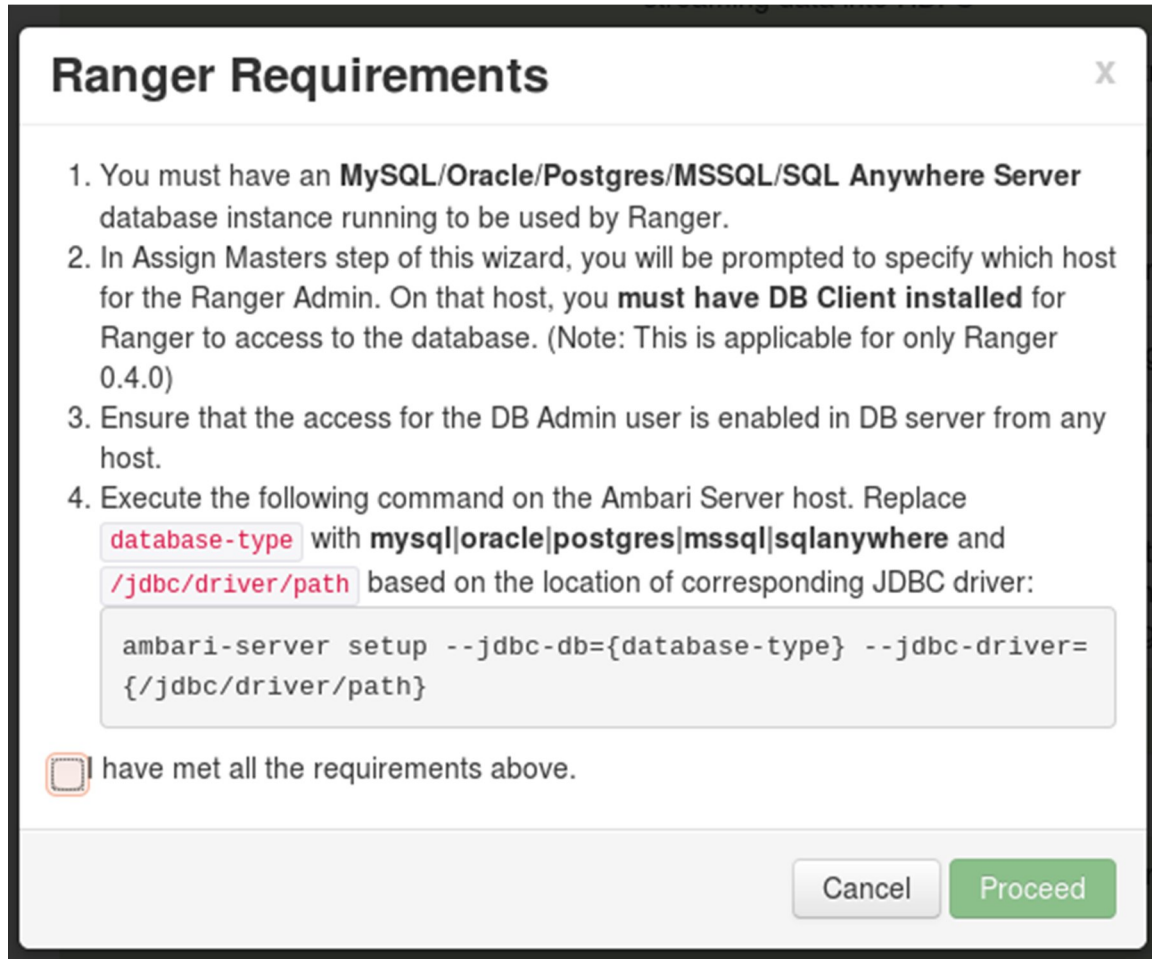 Ranger Requirements
x
1. You must have an MySQL/Oracle/Postgres/MSSQL/SQL Anywhere Server
database instance running to be used by Ranger.
2. In Assign Masters step of this wizard, you will be prompted to specify which host
for the Ranger Admin. On that host, you must have DB Client installed for
Ranger to access to the database. (Note: This is applicable for only Ranger
0.4.0)
3. Ensure that the access for the DB Admin user is enabled in DB server from any
host.
4. Execute the following command on the Ambari Server host. Replace
database-type with mysql|oracle|postgres|mssql|sqlanywhere and
/jdbc/driver/path based on the location of corresponding JDBC driver:
ambari-server setup --jdbc-db={database-type} --jdbc-driver=
{/jdbc/driver/path}
I have met all the requirements above.
Cancel
Proceed